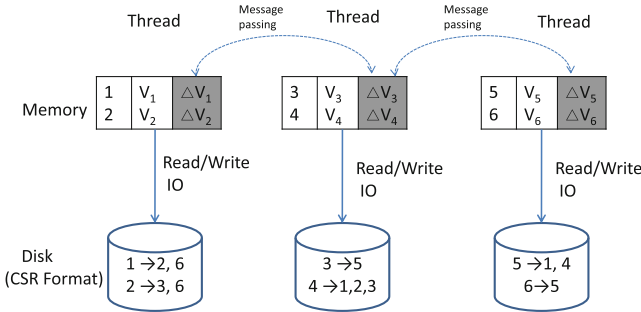 Thread
Message
passing
Thread
Message
passing
Thread
Memory
1 V₁ △V₁
2 V₂ △V₂
3 V₃ △V₃
4 V₄ △V₄
5 V₅ △V₅
6 V₆ △V₆
Read/Write
IO
Read/Write
IO
Read/Write
IO
Disk
(CSR Format)
1 →2, 6
2 →3, 6
3 →5
4 →1,2,3
5 →1, 4
6→5